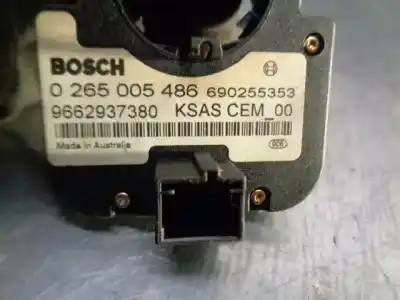 BOSCH
0 265 005 486 690255353
9662937380 KSAS CEM_00
Made in Australia